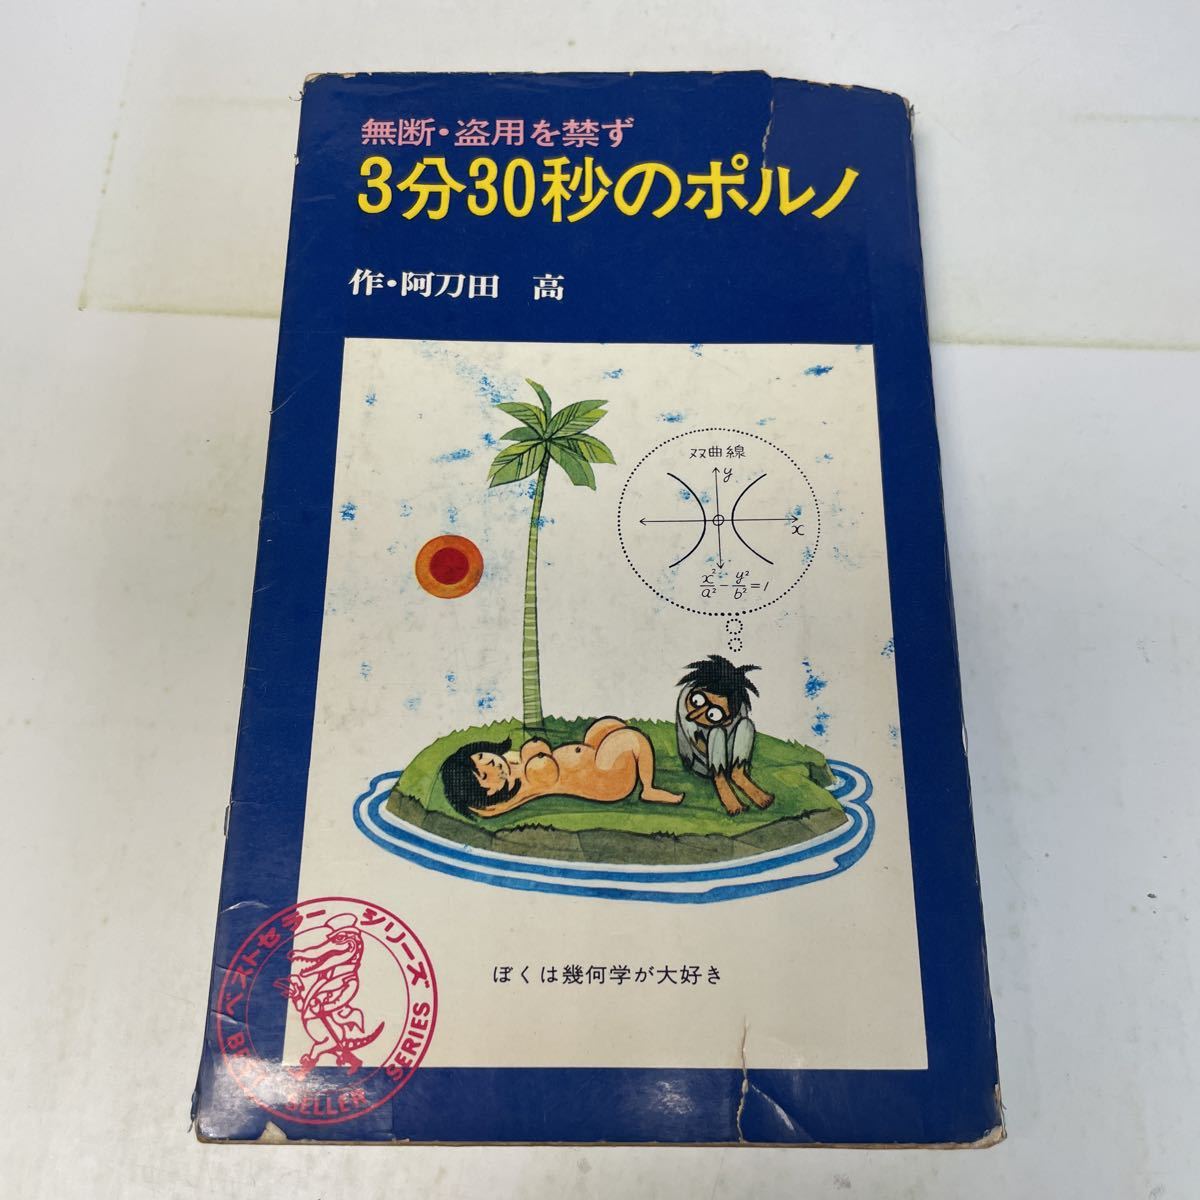 無断・盗用を禁ず
3分30秒のポルノ
作・阿刀田 高
双曲線
y
x
x²/a² - y²/b² = 1
ぼくは幾何学が大好き
ベストセラーシリーズ
BEST SELLER SERIES